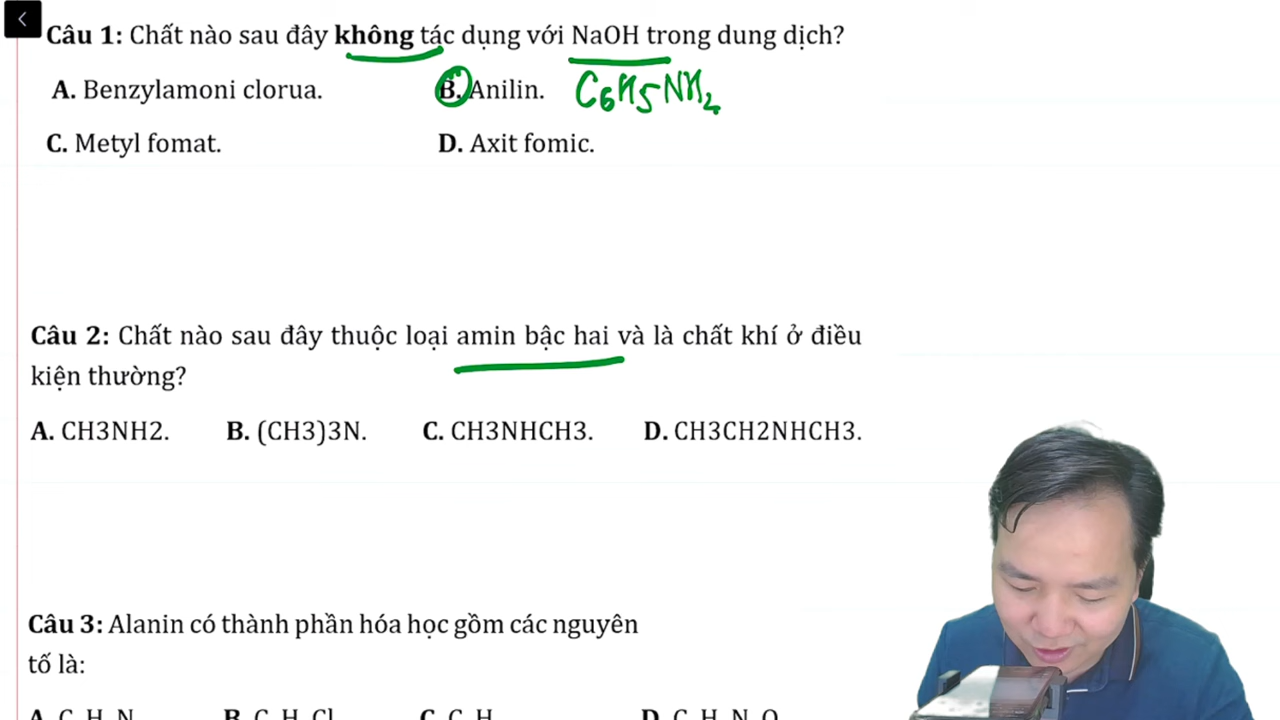 Câu 1: Chất nào sau đây không tác dụng với NaOH trong dung dịch?
A. Benzylamoni clorua. B. Anilin. C6H5NH2
C. Metyl fomat. D. Axit fomic.
Câu 2: Chất nào sau đây thuộc loại amin bậc hai và là chất khí ở điều
kiện thường?
A. CH3NH2. B. (CH3)3N. C. CH3NHCH3. D. CH3CH2NHCH3.
Câu 3: Alanin có thành phần hóa học gồm các nguyên
tố là:
A. C, H, N. B. C, H, Cl. C. C, H. D. C, H, N, O.